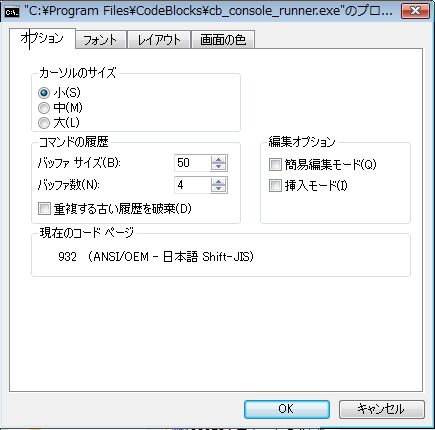 "C:¥Program Files¥CodeBlocks¥cb_console_runner.exe"のプロ...
オプション フォント レイアウト 画面の色
カーソルのサイズ
小(S)
中(M)
大(L)
コマンドの履歴
バッファ サイズ(B): 50
バッファ数(N): 4
重複する古い履歴を破棄(D)
編集オプション
簡易編集モード(Q)
挿入モード(I)
現在のコード ページ
932 (ANSI/OEM - 日本語 Shift-JIS)
OK キャンセル